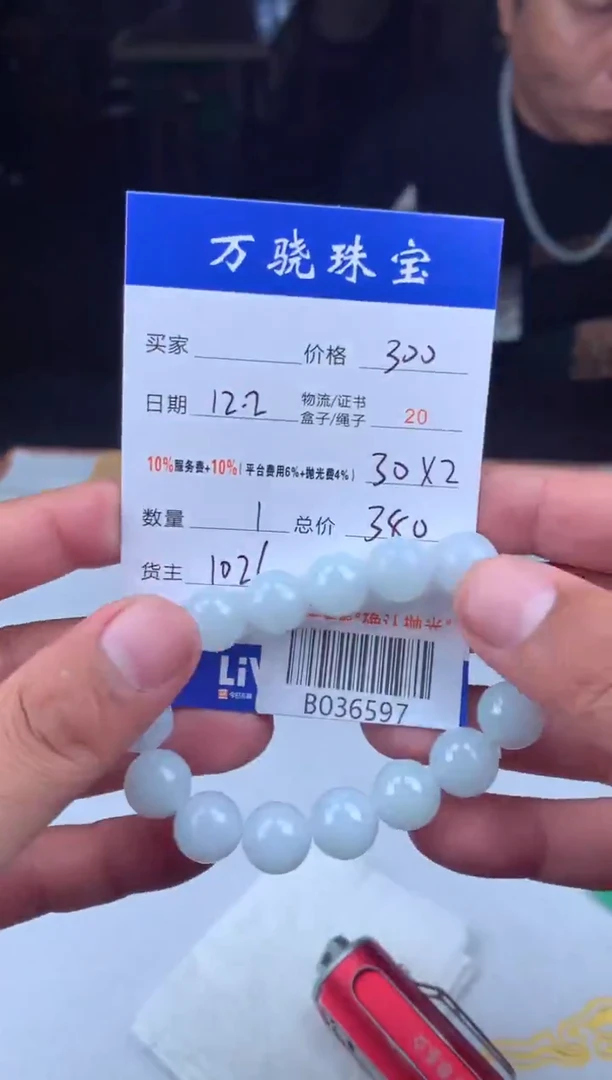 万骁珠宝
买家 价格 300
日期 12.2 物流/证书 盒子/绳子 20
10%服务费+10%(平台费用6%+抛光费4%) 30X2
数量 1 总价 380
货主 1021
B036597